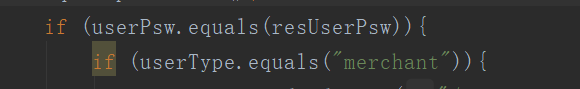 if (userPsw.equals(resUserPsw)){
if (userType.equals("merchant")){